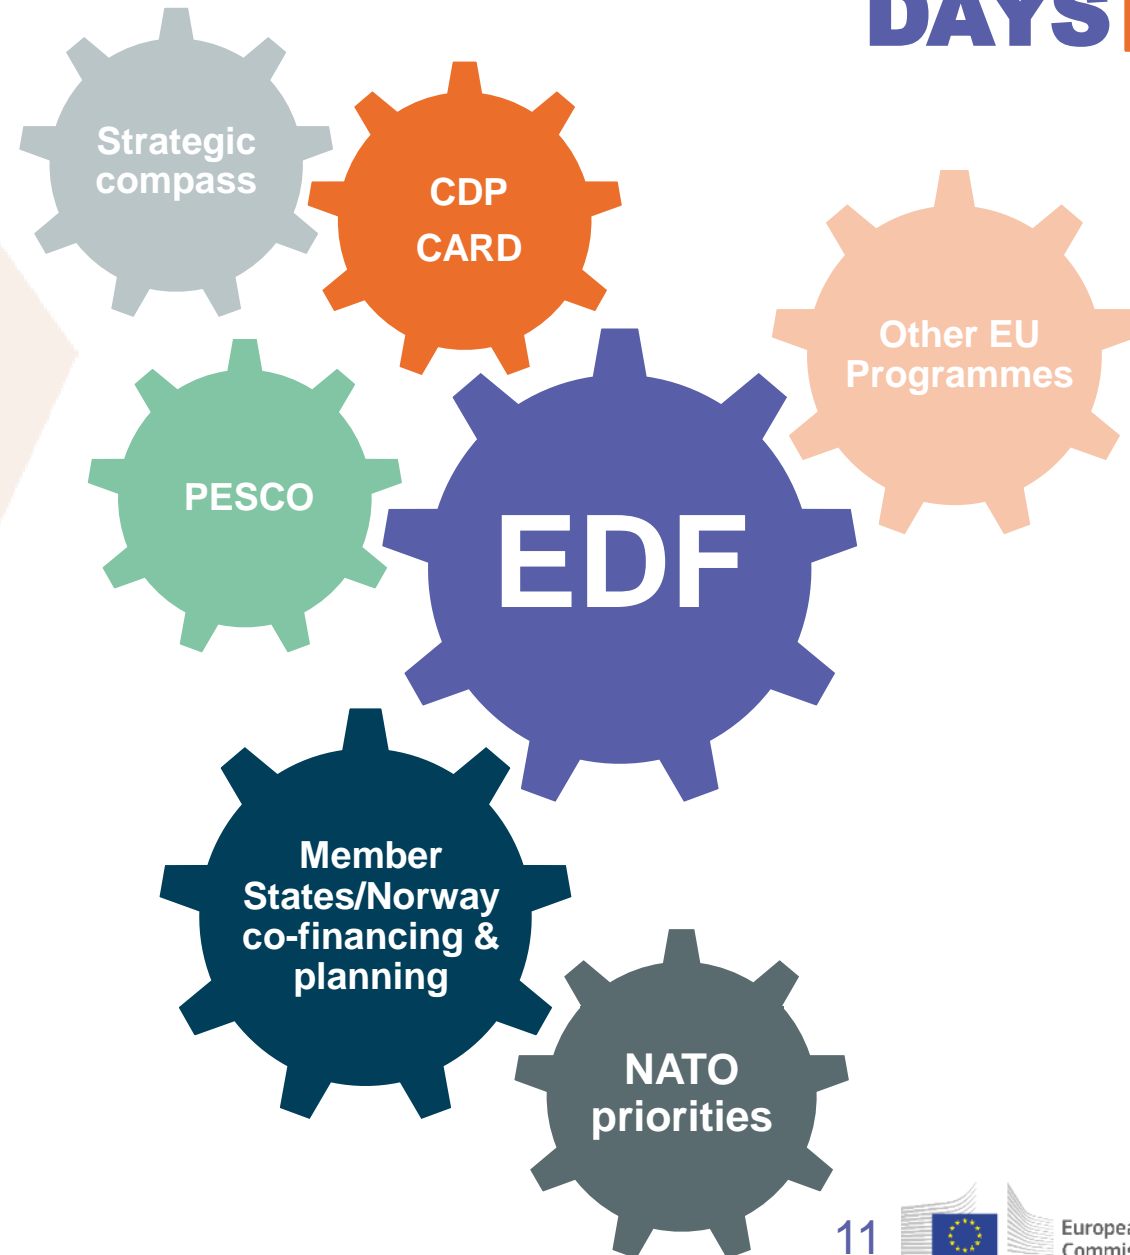 DAYS
Strategic
compass
CDP
CARD
Other EU
Programmes
PESCO
EDF
Member
States/Norway
co-financing &
planning
NATO
priorities
11